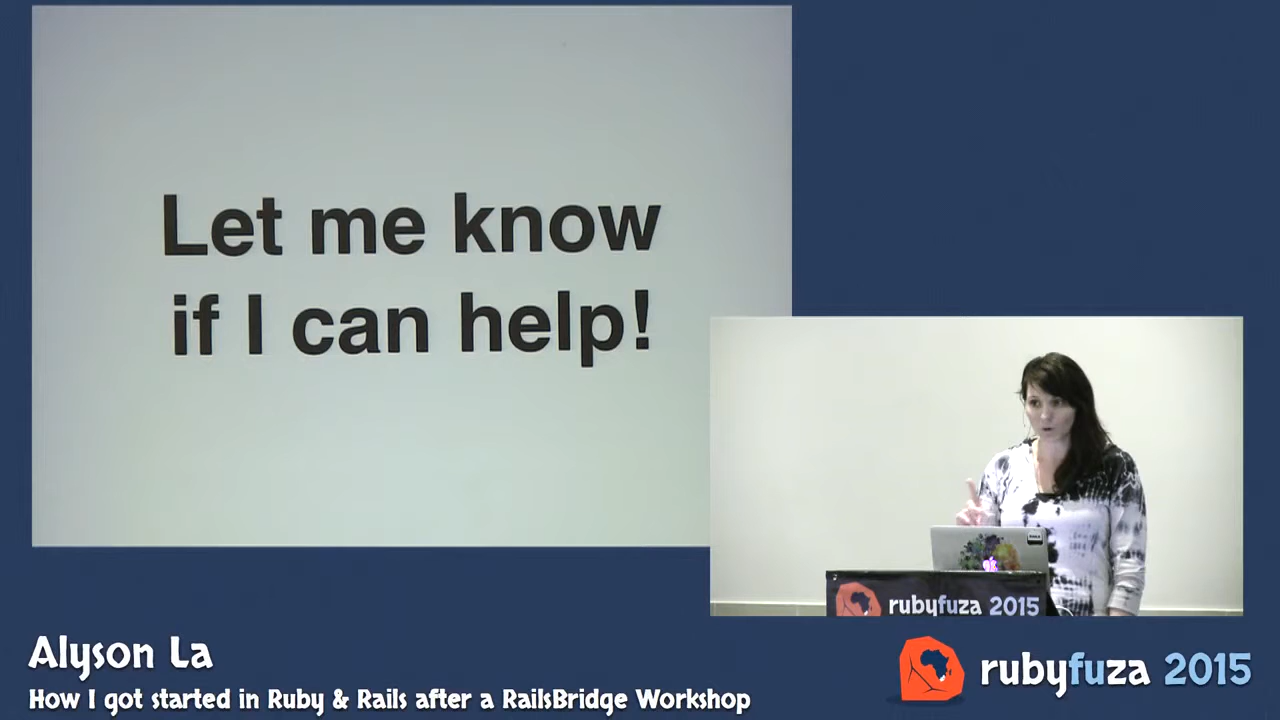 Let me know
if I can help!
rubyfuza 2015
Alyson La
How I got started in Ruby & Rails after a RailsBridge Workshop
rubyfuza 2015